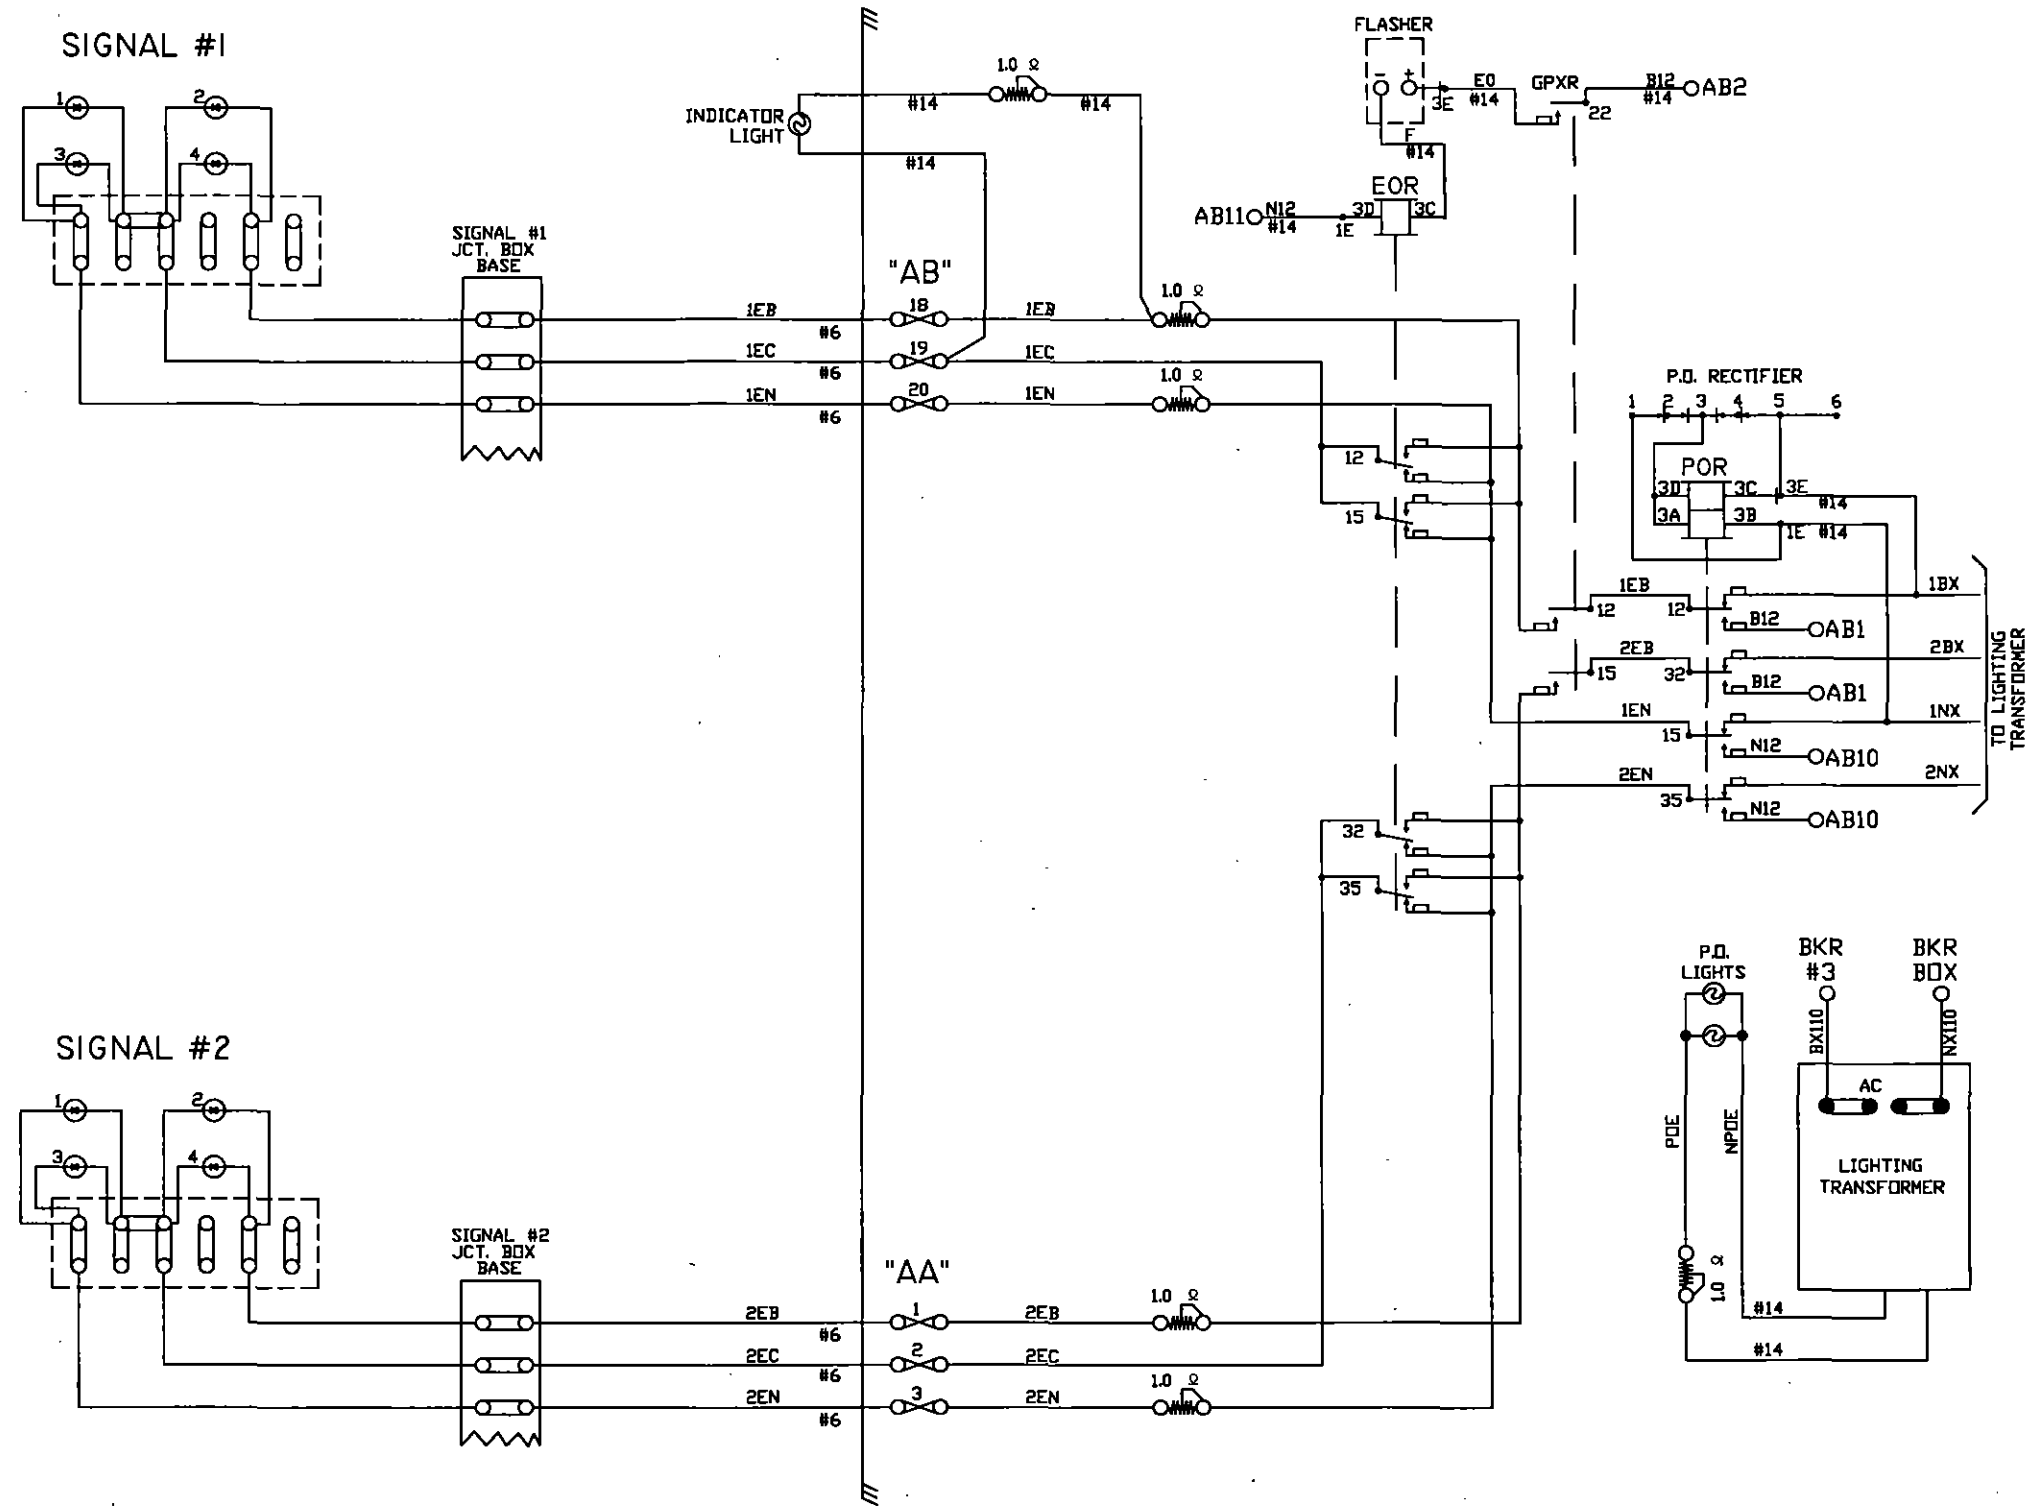 SIGNAL #1
1
2
3
4
SIGNAL #1
JCT. BOX
BASE
INDICATOR
LIGHT
#14
1.0 Ω
#14
#14
"AB"
1EB
#6
18
1EB
1.0 Ω
1EC
#6
19
1EC
1EN
#6
20
1EN
1.0 Ω
FLASHER
- +
3E
E0
#14
GPXR
22
B12
#14
AB2
F
#14
EOR
AB11
N12
#14
1E
3D
3C
12
15
P.O. RECTIFIER
1 2 3 4 5 6
POR
3D
3C
3E
#14
3A
3B
1E #14
1EB
12
12
1BX
B12
AB1
2EB
15
32
2BX
B12
AB1
1EN
15
1NX
N12
AB10
2EN
35
2NX
N12
AB10
TO LIGHTING
TRANSFORMER
32
35
P.O.
LIGHTS
BKR
#3
BKR
BOX
BX110
NX110
AC
POE
NPOE
LIGHTING
TRANSFORMER
1.0 Ω
#14
#14
SIGNAL #2
1
2
3
4
SIGNAL #2
JCT. BOX
BASE
"AA"
2EB
#6
1
2EB
1.0 Ω
2EC
#6
2
2EC
2EN
#6
3
2EN
1.0 Ω